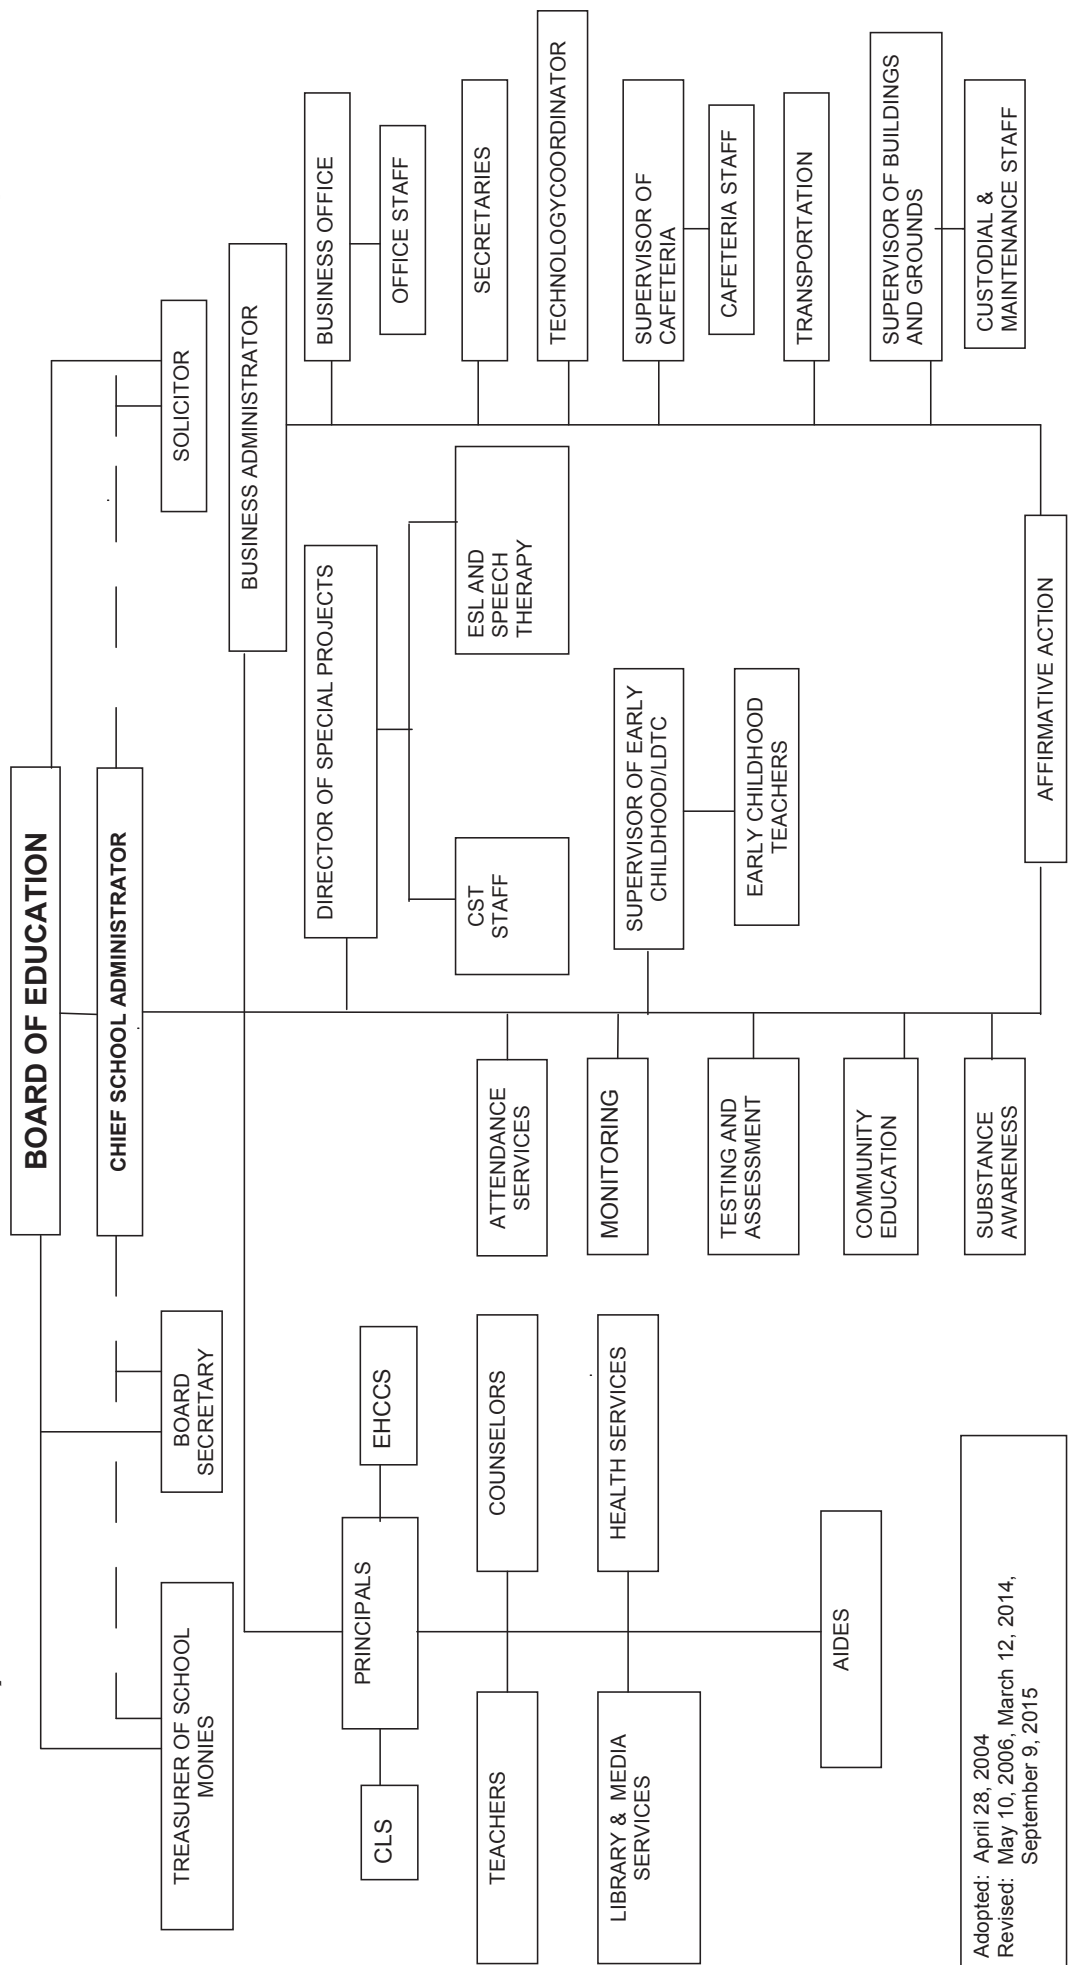 BOARD OF EDUCATION
CHIEF SCHOOL ADMINISTRATOR
TREASURER OF SCHOOL
MONIES
BOARD
SECRETARY
SOLICITOR
BUSINESS ADMINISTRATOR
PRINCIPALS
CLS
EHCCS
TEACHERS
COUNSELORS
LIBRARY & MEDIA
SERVICES
HEALTH SERVICES
AIDES
ATTENDANCE
SERVICES
MONITORING
TESTING AND
ASSESSMENT
COMMUNITY
EDUCATION
SUBSTANCE
AWARENESS
DIRECTOR OF SPECIAL PROJECTS
CST
STAFF
ESL AND
SPEECH
THERAPY
SUPERVISOR OF EARLY
CHILDHOOD/LDTC
EARLY CHILDHOOD
TEACHERS
BUSINESS OFFICE
OFFICE STAFF
SECRETARIES
TECHNOLOGYCOORDINATOR
SUPERVISOR OF
CAFETERIA
CAFETERIA STAFF
TRANSPORTATION
SUPERVISOR OF BUILDINGS
AND GROUNDS
CUSTODIAL &
MAINTENANCE STAFF
AFFIRMATIVE ACTION
Adopted: April 28, 2004
Revised: May 10, 2006, March 12, 2014,
September 9, 2015